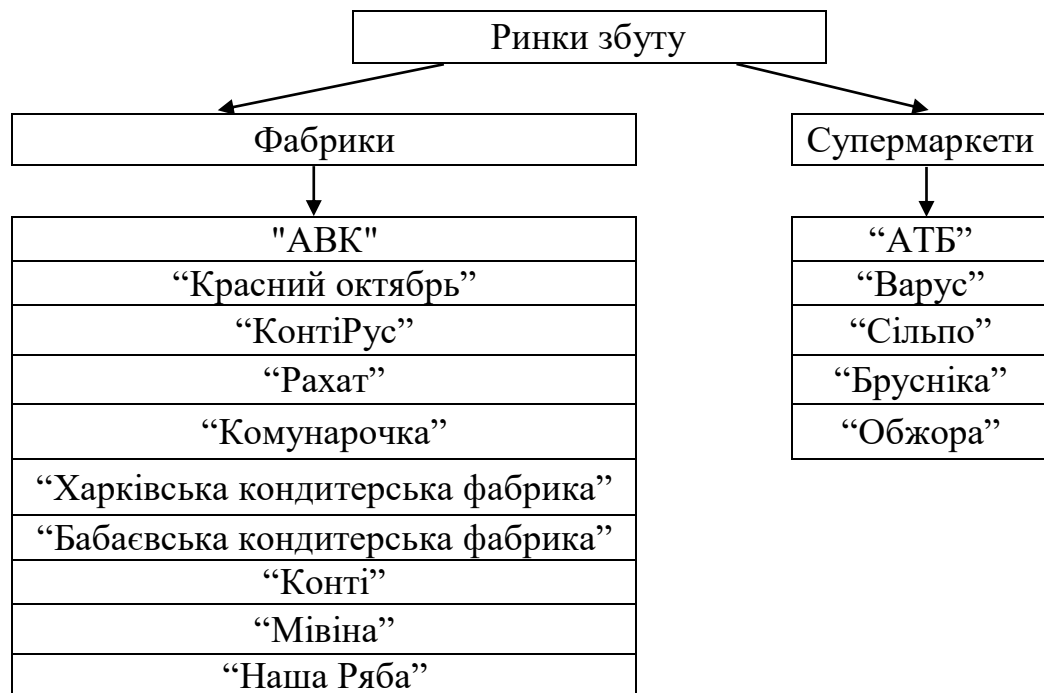 Ринки збуту
Фабрики
Супермаркети
"АВК"
“Красний октябрь”
“КонтіРус”
“Рахат”
“Комунарочка”
“Харківська кондитерська фабрика”
“Бабаєвська кондитерська фабрика”
“Конті”
“Мівіна”
“Наша Ряба”
“АТБ”
“Варус”
“Сільпо”
“Брусніка”
“Обжора”